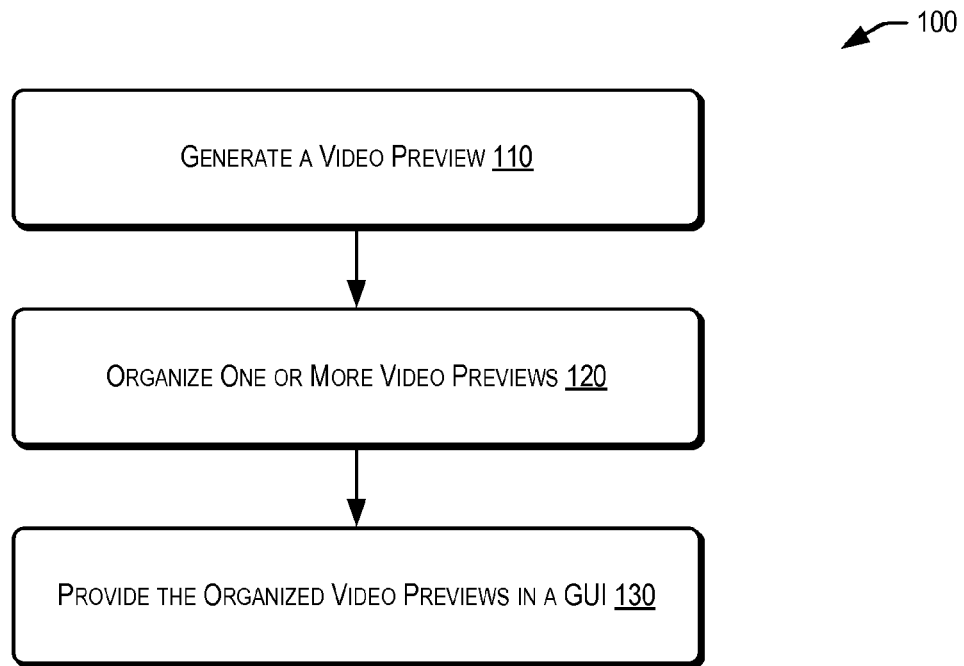 100
GENERATE A VIDEO PREVIEW 110
ORGANIZE ONE OR MORE VIDEO PREVIEWS 120
PROVIDE THE ORGANIZED VIDEO PREVIEWS IN A GUI 130